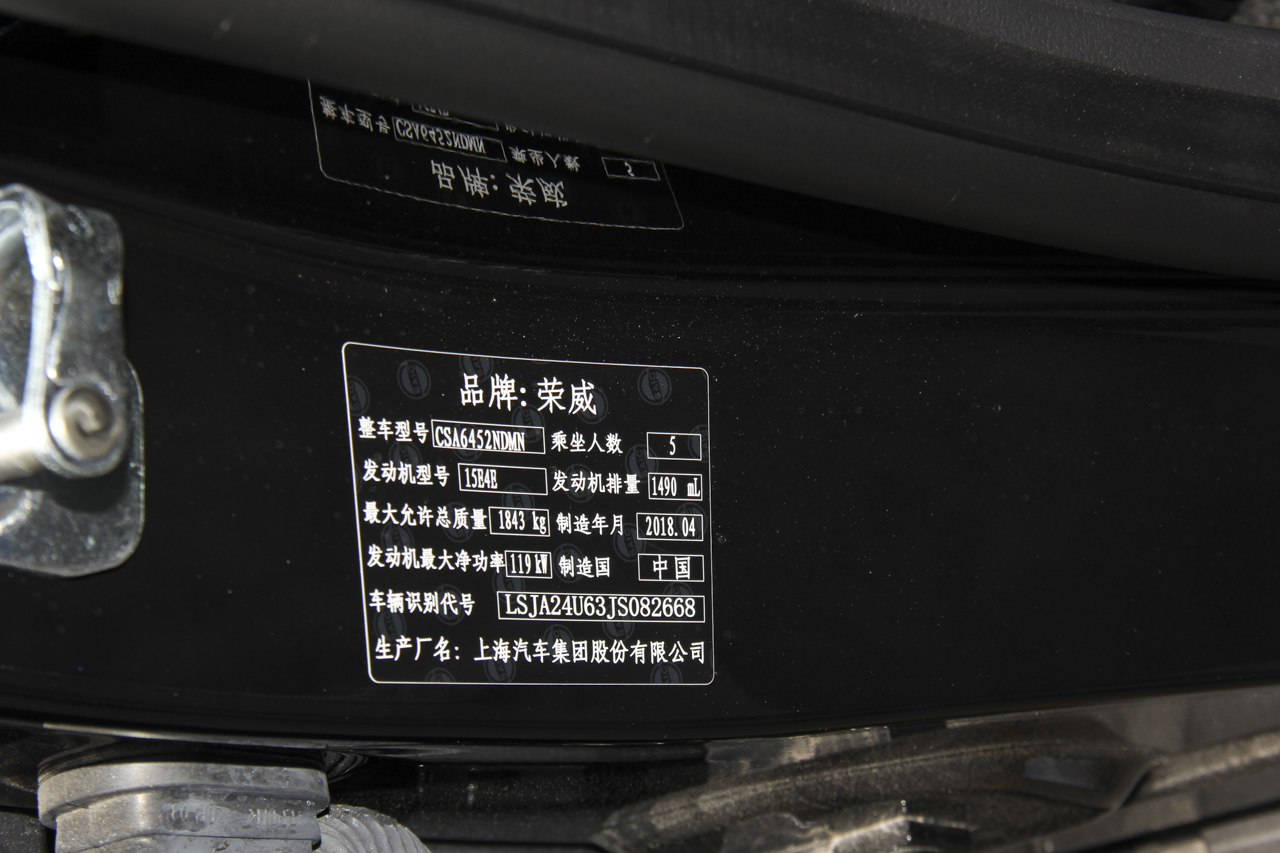 品牌:荣威
整车型号 CSA6452NDMN 乘坐人数 5
发动机型号 15E4E 发动机排量 1490 mL
最大允许总质量 1843 kg 制造年月 2018.04
发动机最大净功率 119 kW 制造国 中国
车辆识别代号 LSJA24U63JS082668
生产厂名:上海汽车集团股份有限公司